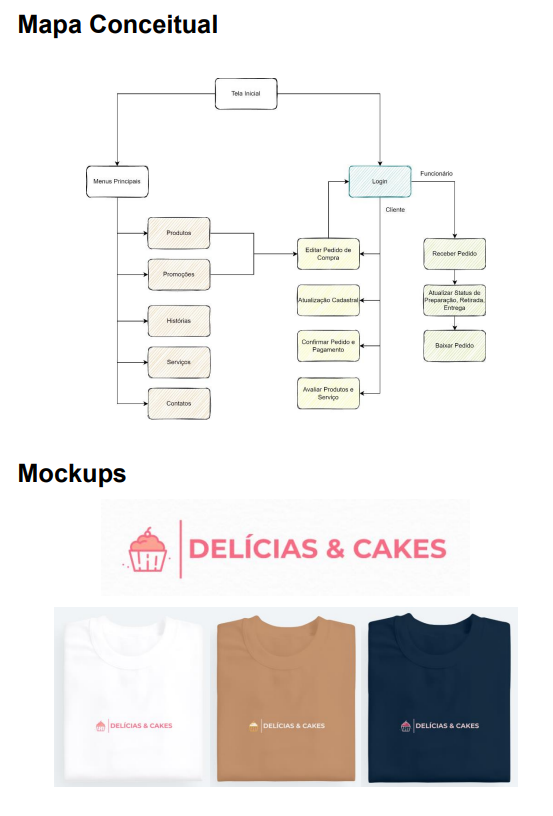 Mapa Conceitual
Tela Inicial
Menus Principais
Login
Funcionário
Cliente
Produtos
Promoções
Histórias
Serviços
Contatos
Editar Pedido de
Compra
Atualização Cadastral
Confirmar Pedido e
Pagamento
Avaliar Produtos e
Serviço
Receber Pedido
Atualizar Status de
Preparação, Retirada,
Entrega
Baixar Pedido
Mockups
DELÍCIAS & CAKES
DELÍCIAS & CAKES
DELÍCIAS & CAKES
DELÍCIAS & CAKES